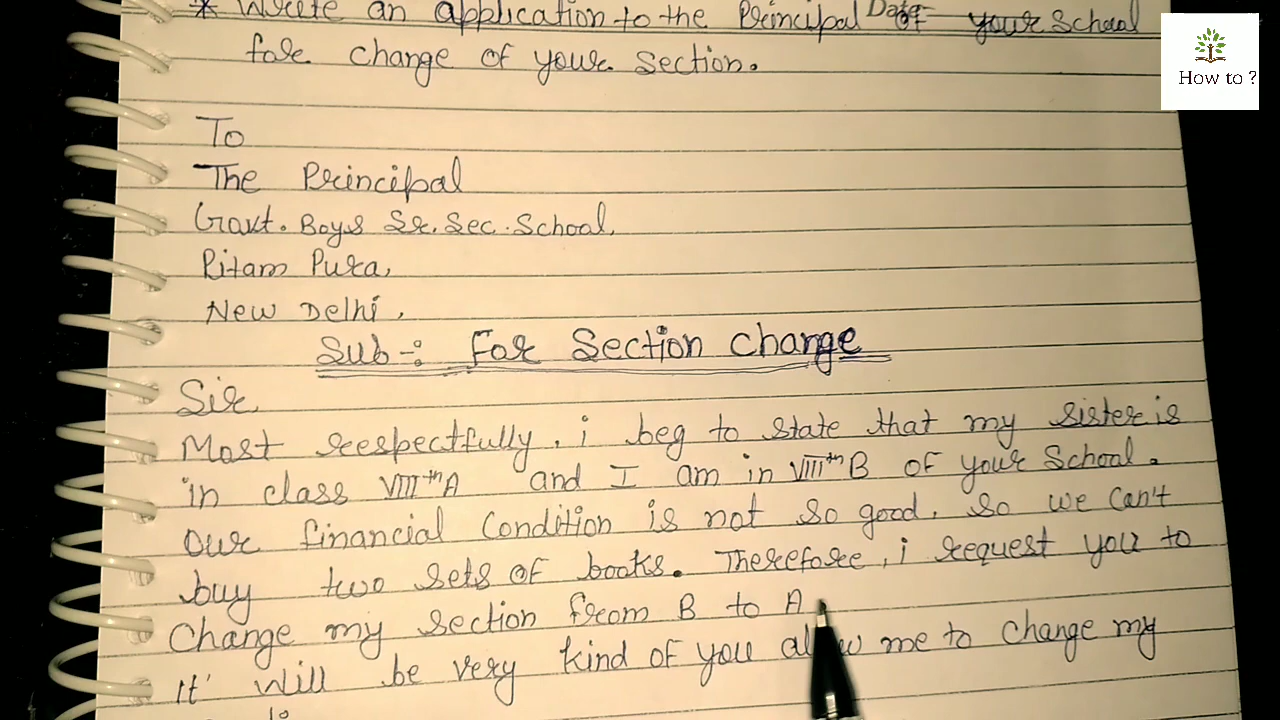 * Write an application to the Principal of your School
Date
for change of your section.
To
The Principal
Govt. Boys Sr. Sec. School,
Pitam Pura,
New Delhi,
Sub-: For Section change
Sir
Most respectfully, i beg to state that my sister is
in class VIIIth A and I am in VIIIth B of your School.
our financial condition is not so good. so we can't
buy two sets of books. Therefore, i request you to
Change my section from B to A
It will be very kind of you allow me to change my
How to ?